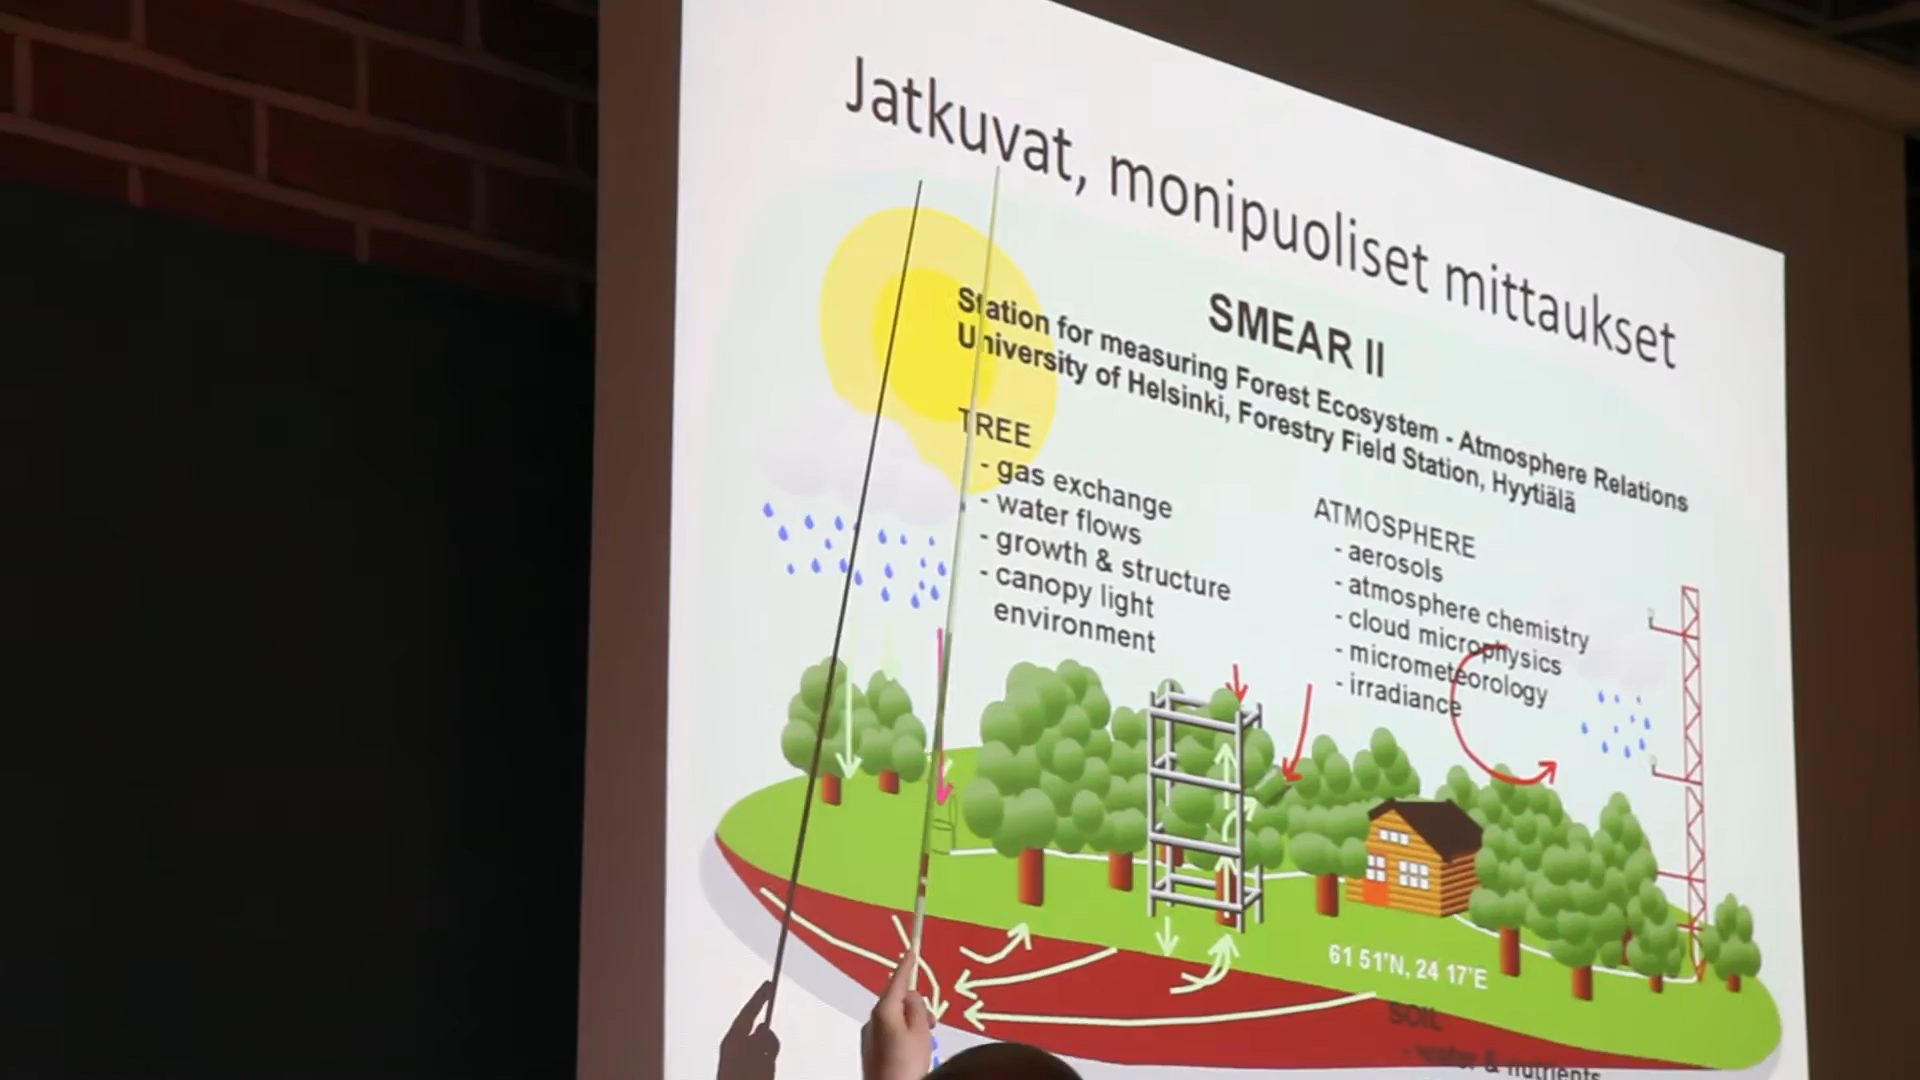 Jatkuvat, monipuoliset mittaukset
SMEAR II
Station for measuring Forest Ecosystem - Atmosphere Relations
University of Helsinki, Forestry Field Station, Hyytiälä
TREE
- gas exchange
- water flows
- growth & structure
- canopy light
environment
ATMOSPHERE
- aerosols
- atmosphere chemistry
- cloud microphysics
- micrometeorology
- irradiance
61 51'N, 24 17'E
SOIL
- water & nutrients